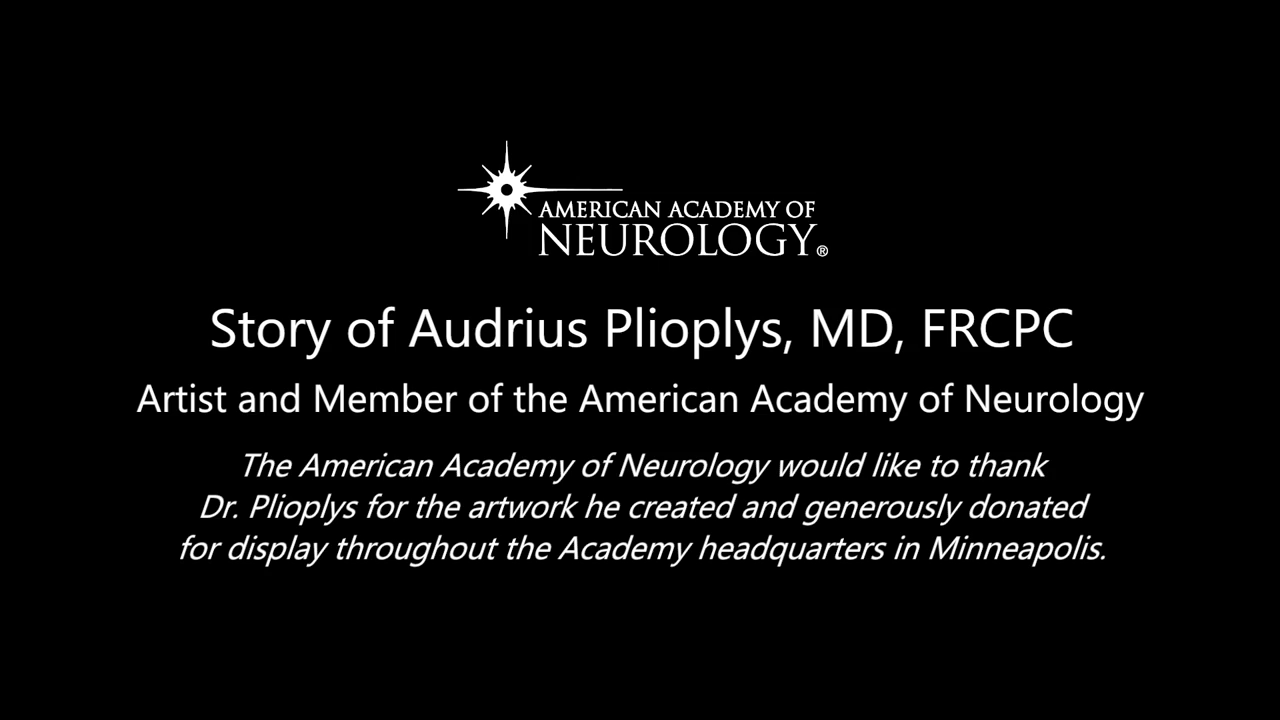 AMERICAN ACADEMY OF
NEUROLOGY®
Story of Audrius Plioplys, MD, FRCPC
Artist and Member of the American Academy of Neurology
The American Academy of Neurology would like to thank
Dr. Plioplys for the artwork he created and generously donated
for display throughout the Academy headquarters in Minneapolis.